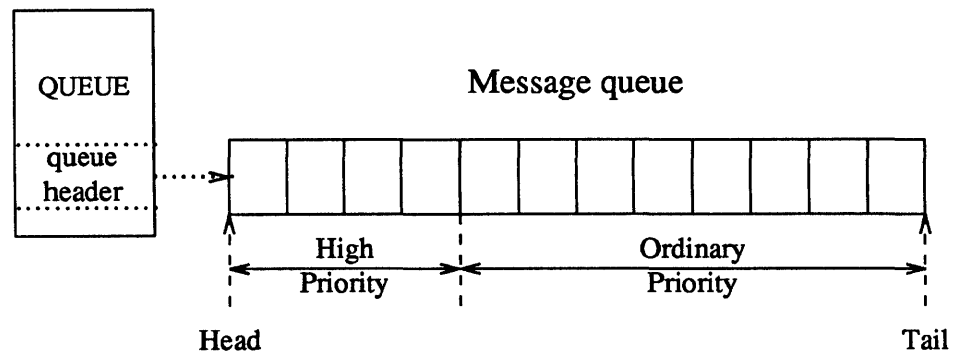 QUEUE
queue
header
Message queue
High
Priority
Ordinary
Priority
Head
Tail